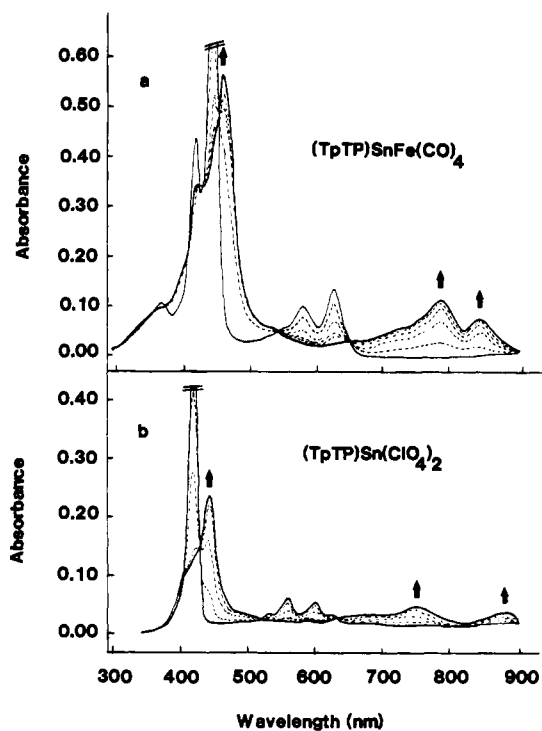 0.60
a
0.50
(TpTP)SnFe(CO)4
0.40
Absorbance
0.30
0.20
0.10
0.00
0.40
b
(TpTP)Sn(ClO4)2
0.30
Absorbance
0.20
0.10
0.00
300 400 500 600 700 800 900
Wavelength (nm)